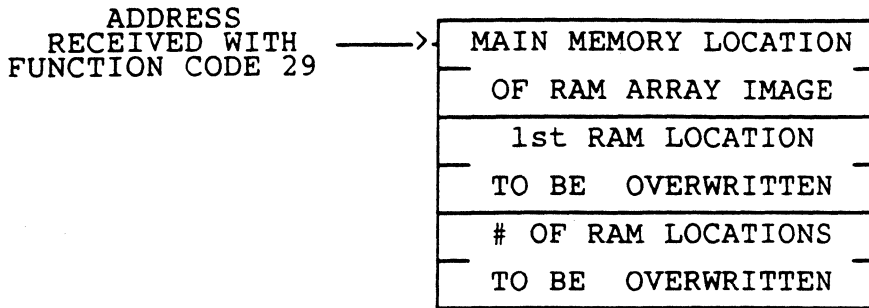 ADDRESS
RECEIVED WITH
FUNCTION CODE 29
MAIN MEMORY LOCATION
OF RAM ARRAY IMAGE
1st RAM LOCATION
TO BE OVERWRITTEN
# OF RAM LOCATIONS
TO BE OVERWRITTEN